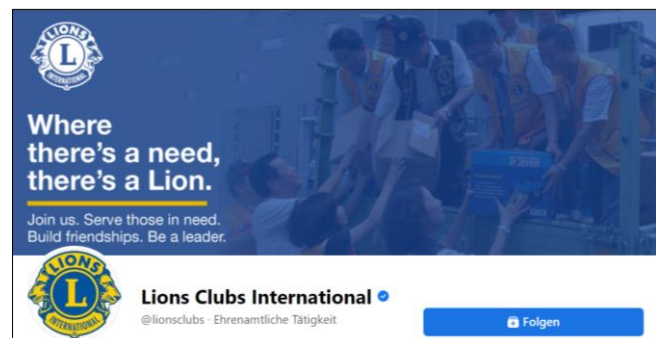 LIONS
L
INTERNATIONAL
Where
there's a need,
there's a Lion.
Join us. Serve those in need.
Build friendships. Be a leader.
LIONS
L
INTERNATIONAL
Lions Clubs International
@lionsclubs · Ehrenamtliche Tätigkeit
Folgen